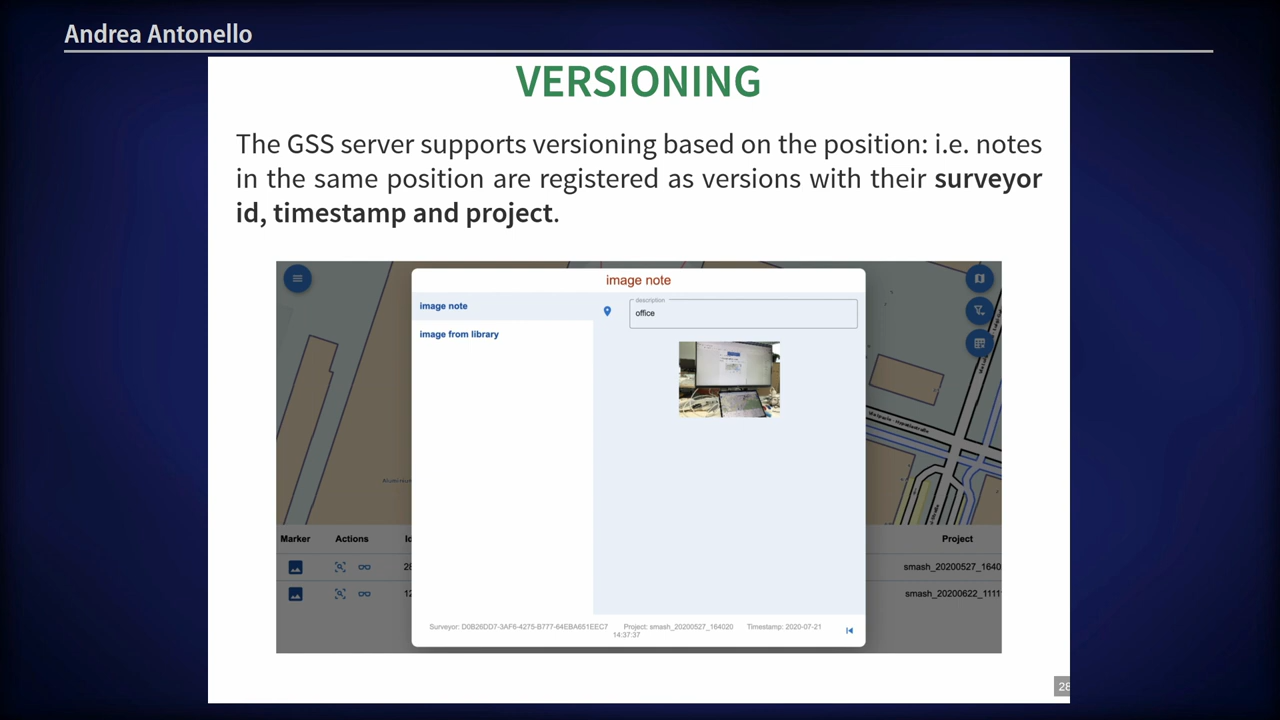 Andrea Antonello
VERSIONING
The GSS server supports versioning based on the position: i.e. notes
in the same position are registered as versions with their surveyor
id, timestamp and project.
image note
image note
image from library
description
office
Marker Actions Project
smash_20200527_1640
smash_20200622_1111
Surveyor: D0B26DD7-3AF6-4275-B777-64EBA651EEC7 Project: smash_20200527_164020 Timestamp: 2020-07-21
14:37:37
28